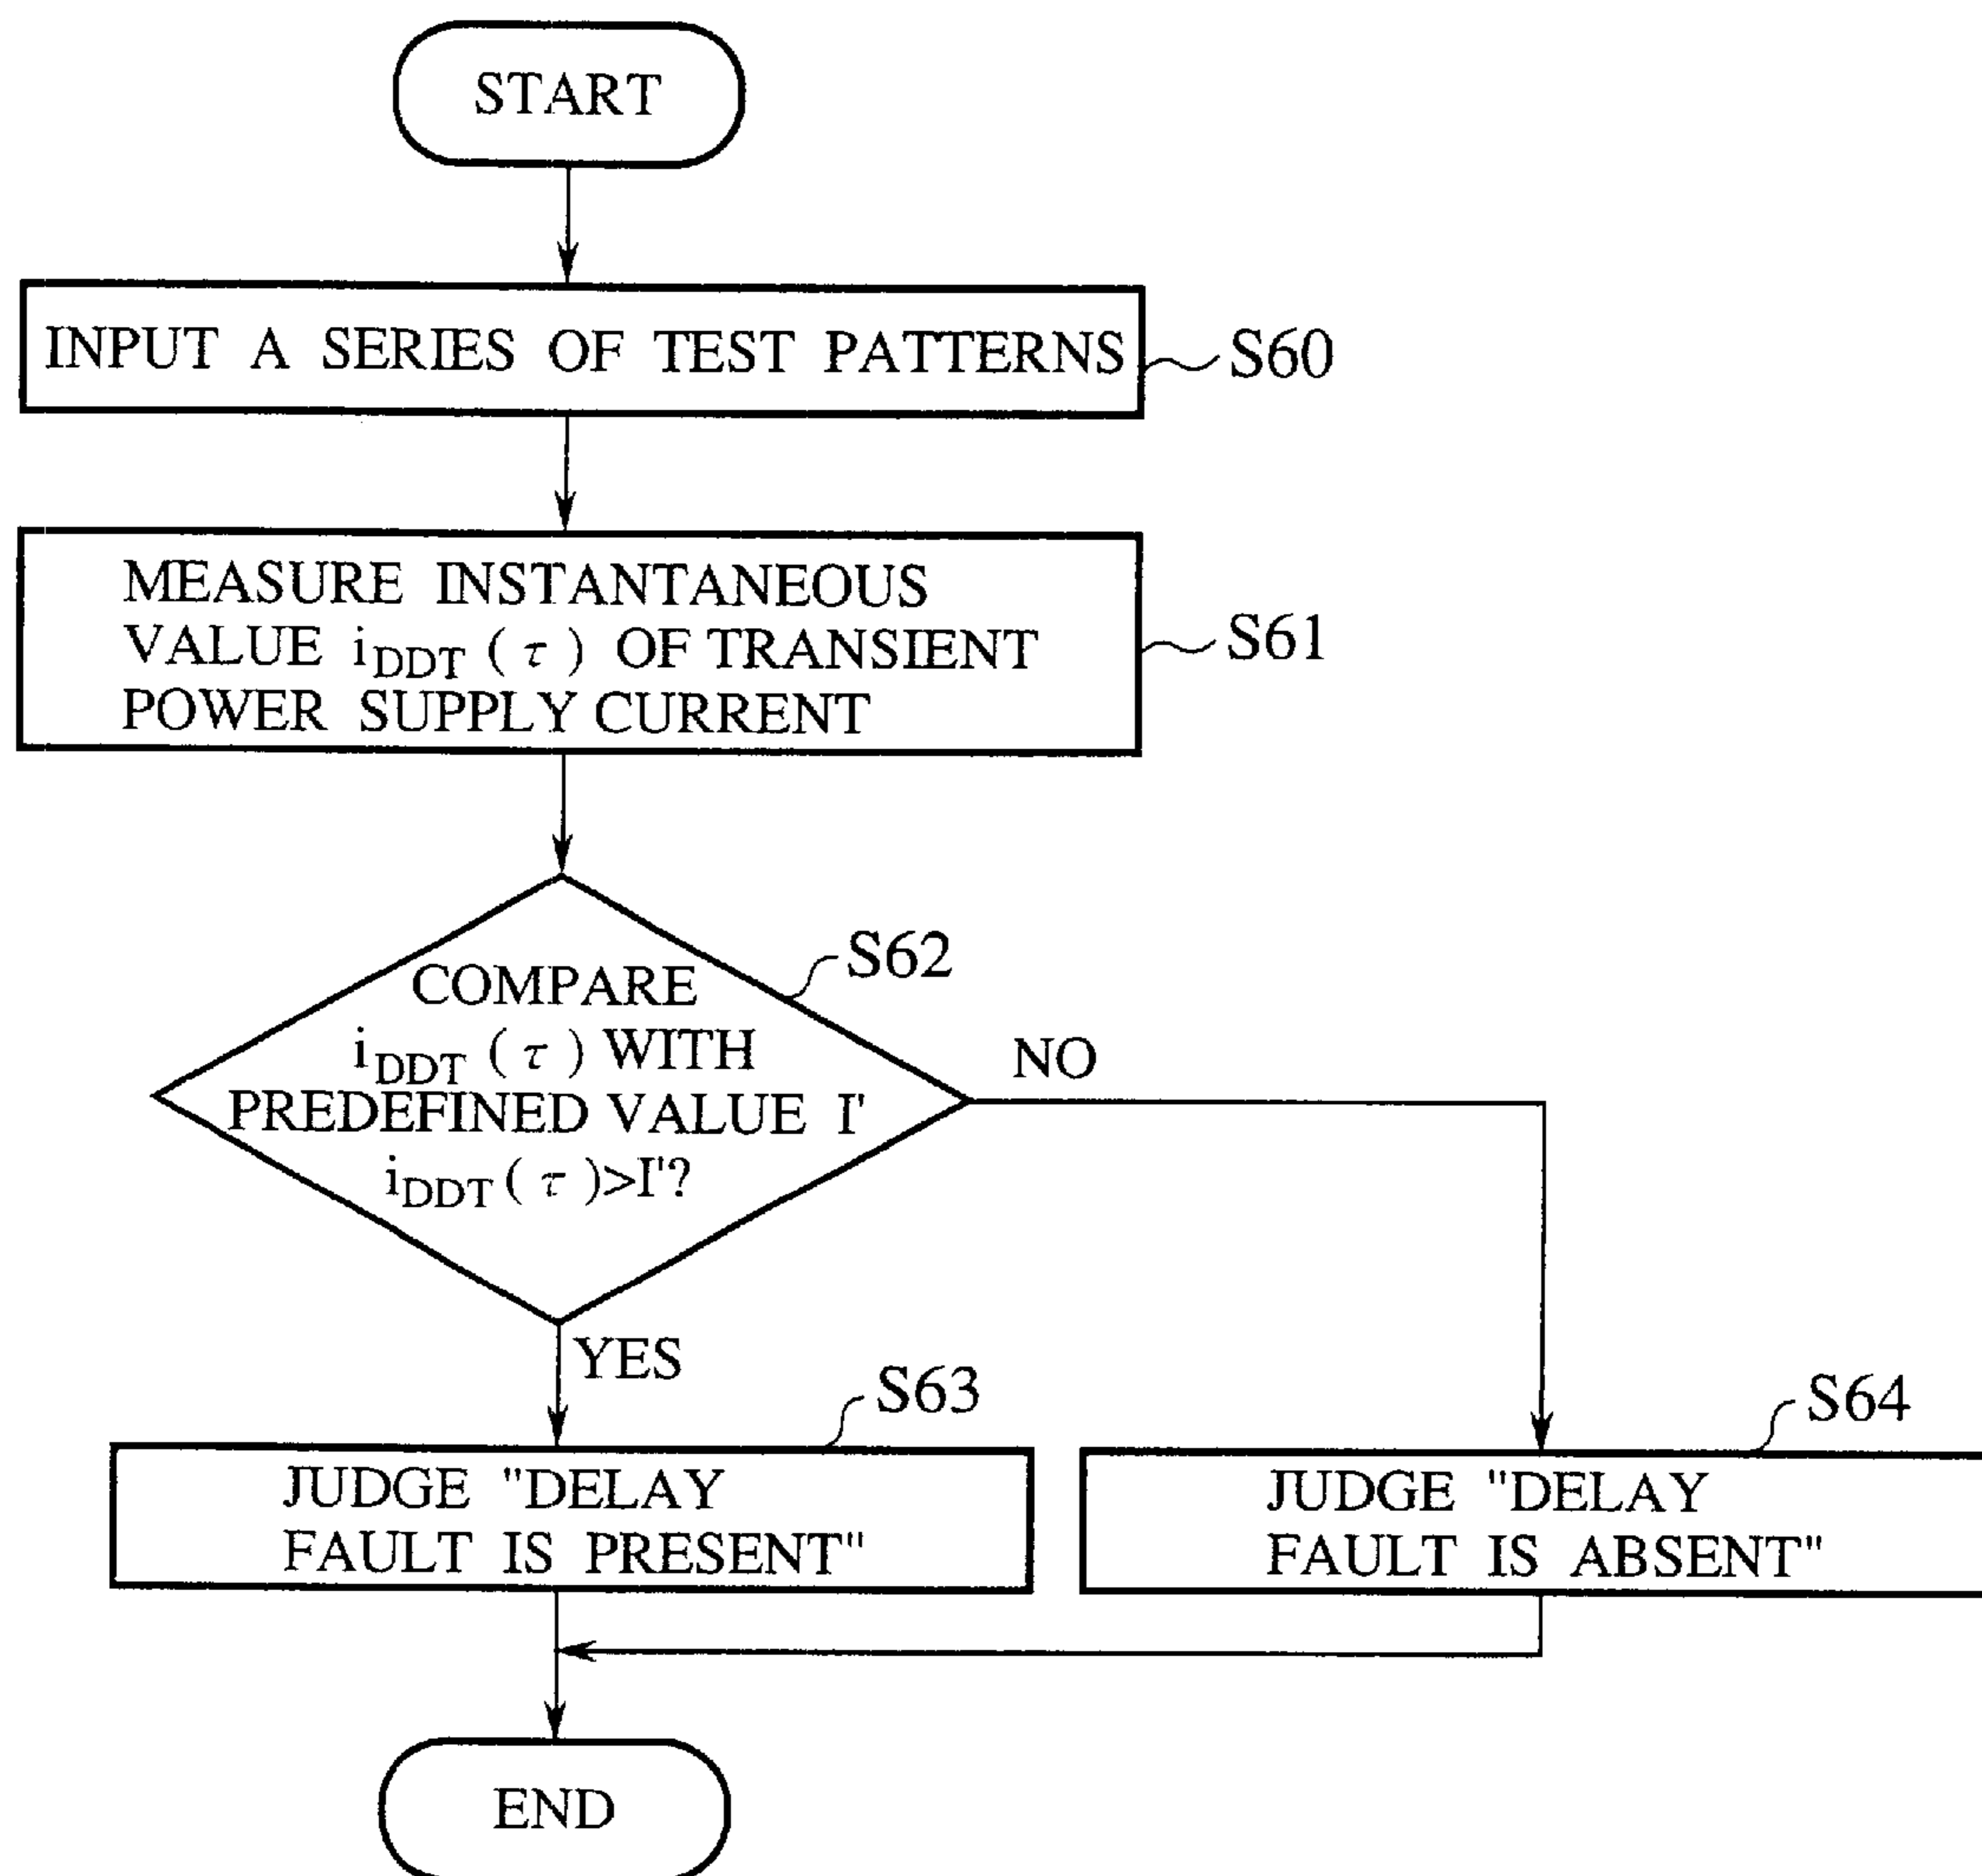 START
INPUT A SERIES OF TEST PATTERNS
S60
MEASURE INSTANTANEOUS
VALUE iDDT (τ) OF TRANSIENT
POWER SUPPLY CURRENT
S61
S62
COMPARE
iDDT (τ) WITH
PREDEFINED VALUE I'
iDDT (τ)>I'?
NO
YES
S63
JUDGE "DELAY
FAULT IS PRESENT"
S64
JUDGE "DELAY
FAULT IS ABSENT"
END